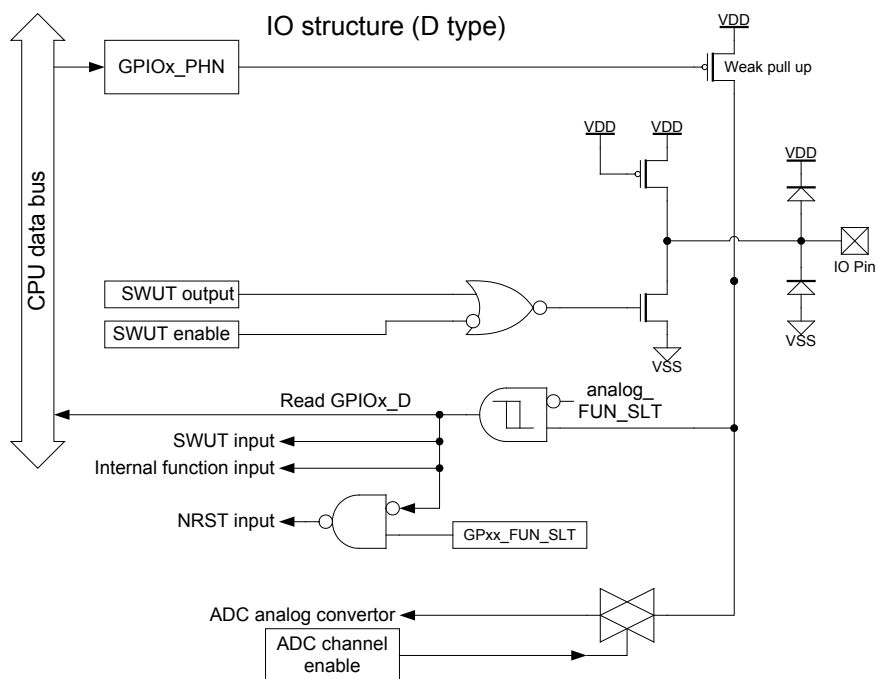 IO structure (D type)
VDD
GPIOx_PHN
Weak pull up
VDD
VDD
VDD
CPU data bus
IO Pin
SWUT output
SWUT enable
VSS
VSS
analog_
FUN_SLT
Read GPIOx_D
SWUT input
Internal function input
NRST input
GPxx_FUN_SLT
ADC analog convertor
ADC channel
enable